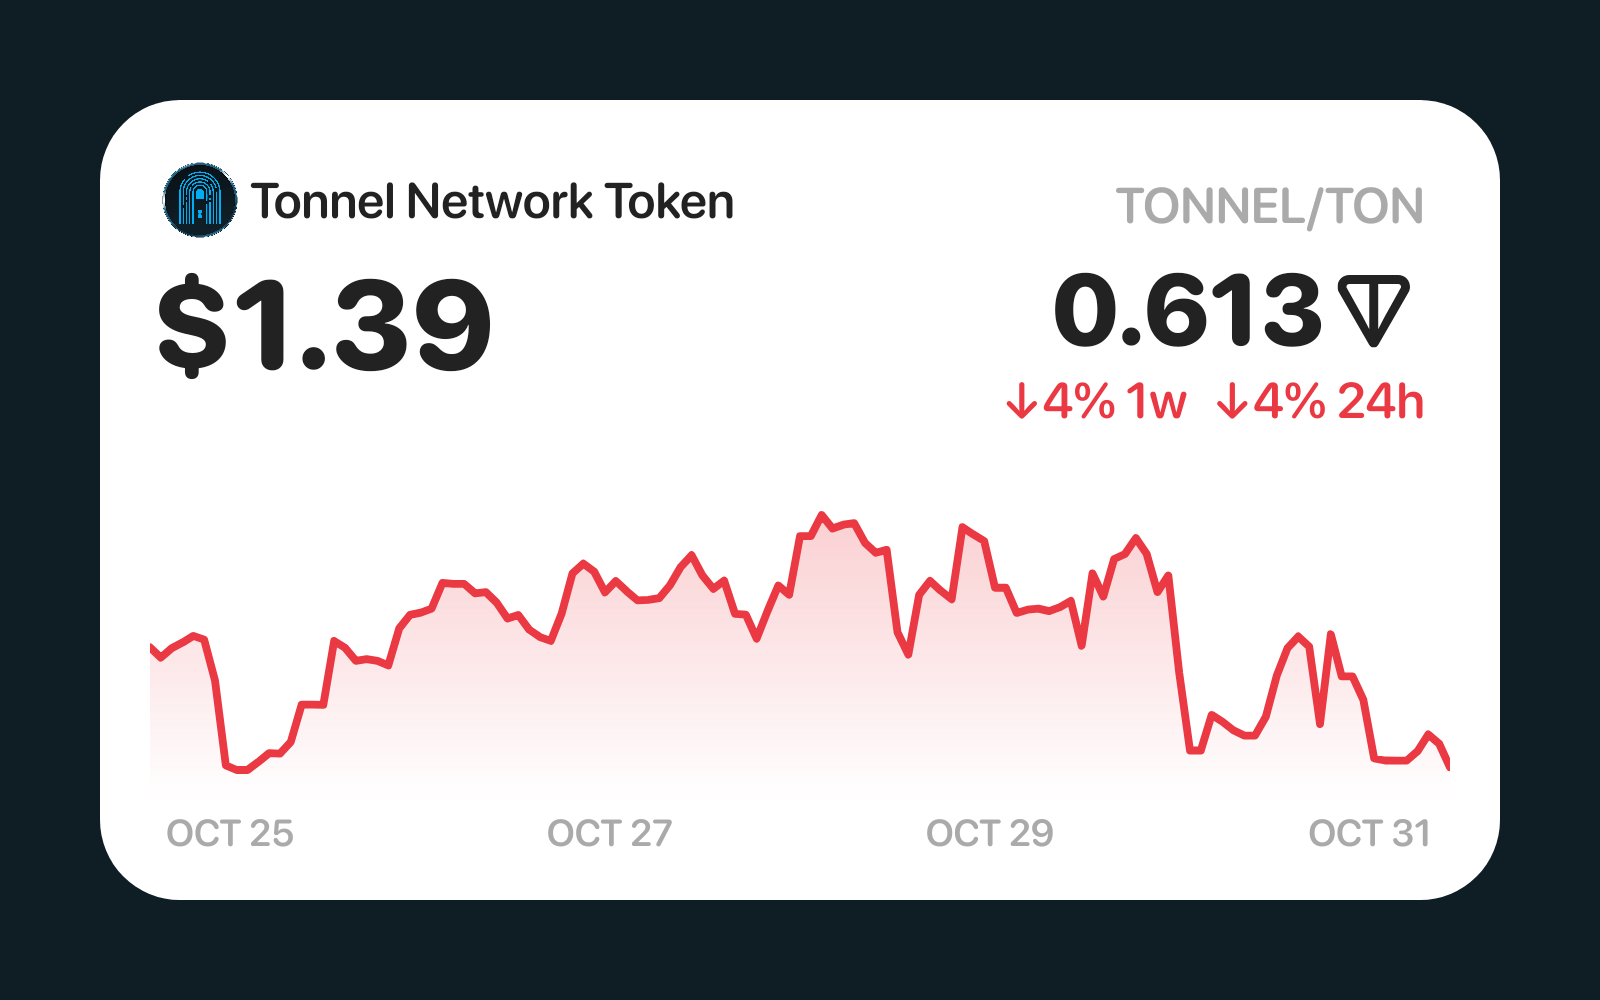 Tonnel Network Token
TONNEL/TON
$1.39
0.613
↓4% 1w ↓4% 24h
OCT 25
OCT 27
OCT 29
OCT 31